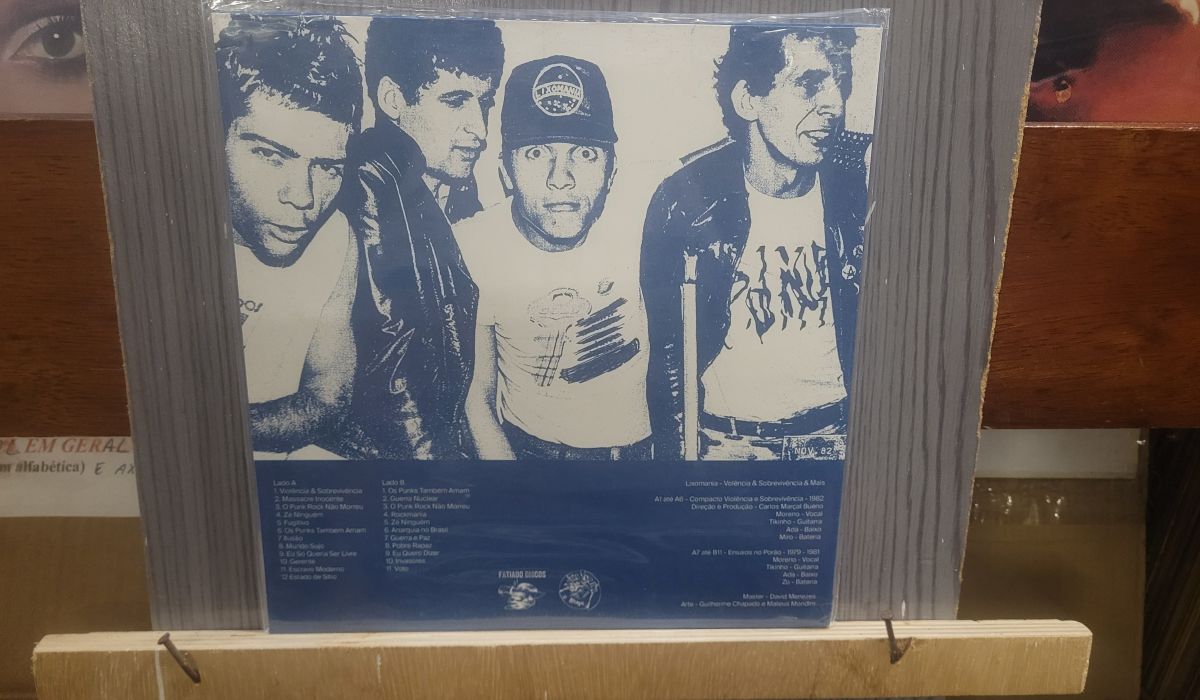 LIXOMANIA
NOV. 82
EM GERAL
m alfabética) E AX
Lado A
1. Violência & Sobrevivência
2. Massacre Inocente
3. O Punk Rock Não Morreu
4. Zé Ninguém
5. Fugitivo
6. Os Punks Tambem Amam
7. Ilusão
8. Mundo Sujo
9. Eu Só Queria Ser Livre
10. Gerente
11. Escravo Moderno
12. Estado de Sítio
Lado B
1. Os Punks Tambem Amam
2. Guerra Nuclear
3. O Punk Rock Não Morreu
4. Rockmania
5. Zé Ninguém
6. Anarquia no Brasil
7. Guerra e Paz
8. Pobre Rapaz
9. Eu Quero Dizer
10. Invasores
11. Voto
FATIADO DISCOS
Lixomania - Volência & Sobrevivência & Mais
A1 até A6 - Compacto Violência e Sobrevivência - 1982
Direção e Produção - Carlos Marçal Bueno
Moreno - Vocal
Tikinho - Guitarra
Ada - Baixo
Miro - Bateria
A7 até B11 - Ensaios no Porão - 1979 - 1981
Moreno - Vocal
Tikinho - Guitarra
Ada - Baixo
Zú - Bateria
Master - David Menezes
Arte - Guilherme Chapado e Mateus Mondini